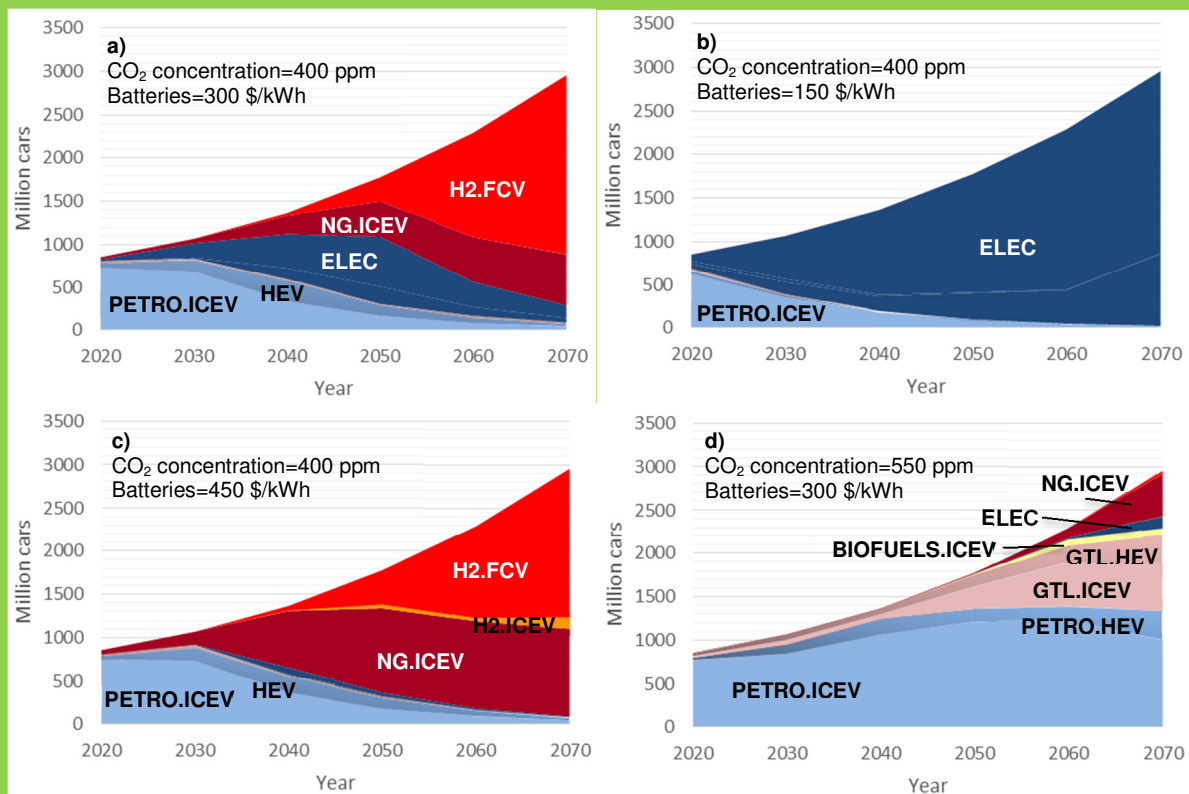 a)
CO₂ concentration=400 ppm
Batteries=300 $/kWh
Million cars
3500
3000
2500
2000
1500
1000
500
0
H2.FCV
NG.ICEV
ELEC
HEV
PETRO.ICEV
2020 2030 2040 2050 2060 2070
Year
b)
CO₂ concentration=400 ppm
Batteries=150 $/kWh
Million cars
3500
3000
2500
2000
1500
1000
500
0
ELEC
PETRO.ICEV
2020 2030 2040 2050 2060 2070
Year
c)
CO₂ concentration=400 ppm
Batteries=450 $/kWh
Million cars
3500
3000
2500
2000
1500
1000
500
0
H2.FCV
H2.ICEV
NG.ICEV
HEV
PETRO.ICEV
2020 2030 2040 2050 2060 2070
Year
d)
CO₂ concentration=550 ppm
Batteries=300 $/kWh
Million cars
3500
3000
2500
2000
1500
1000
500
0
NG.ICEV
ELEC
BIOFUELS.ICEV
GTL.HEV
GTL.ICEV
PETRO.HEV
PETRO.ICEV
2020 2030 2040 2050 2060 2070
Year